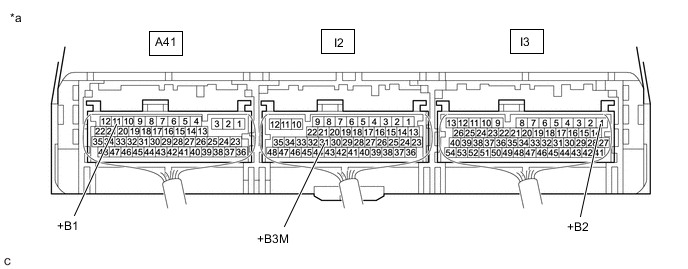 *a
A41
I2
I3
12 11 10 9 8 7 6 5 4 3 2 1
22 21 20 19 18 17 16 15 14 13
35 34 33 32 31 30 29 28 27 26 25 24 23
48 47 46 45 44 43 42 41 40 39 38 37 36
12 11 10 9 8 7 6 5 4 3 2 1
22 21 20 19 18 17 16 15 14 13
35 34 33 32 31 30 29 28 27 26 25 24 23
48 47 46 45 44 43 42 41 40 39 38 37 36
13 12 11 10 9 8 7 6 5 4 3 2 1
26 25 24 23 22 21 20 19 18 17 16 15 14
40 39 38 37 36 35 34 33 32 31 30 29 28 27
54 53 52 51 50 49 48 47 46 45 44 43 42 41
+B1
+B3M
+B2
C